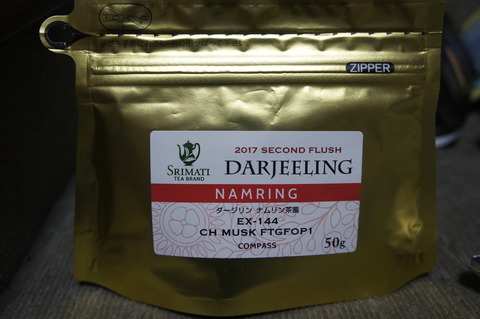 ZIPPER
2017 SECOND FLUSH
SRIMATI
TEA BRAND
DARJEELING
NAMRING
ダージリン ナムリン茶園
EX-144
CH MUSK FTGFOP1
COMPASS
50g